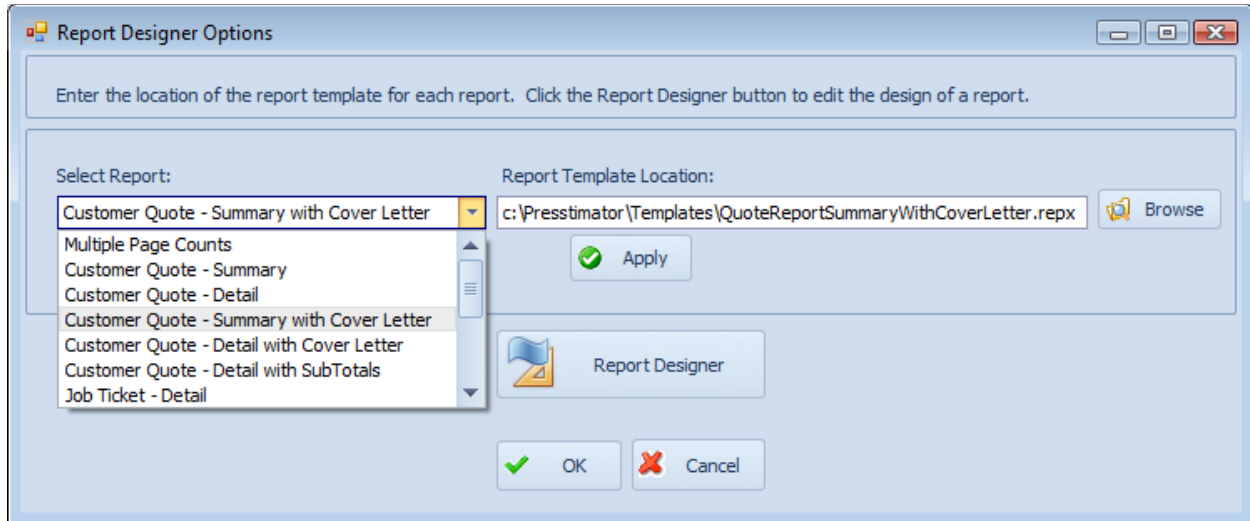 Report Designer Options
Enter the location of the report template for each report.  Click the Report Designer button to edit the design of a report.
Select Report:
Report Template Location:
Customer Quote - Summary with Cover Letter
c:\Presstimator\Templates\QuoteReportSummaryWithCoverLetter.repx
Browse
Multiple Page Counts
Customer Quote - Summary
Customer Quote - Detail
Customer Quote - Summary with Cover Letter
Customer Quote - Detail with Cover Letter
Customer Quote - Detail with SubTotals
Job Ticket - Detail
Apply
Report Designer
OK
Cancel